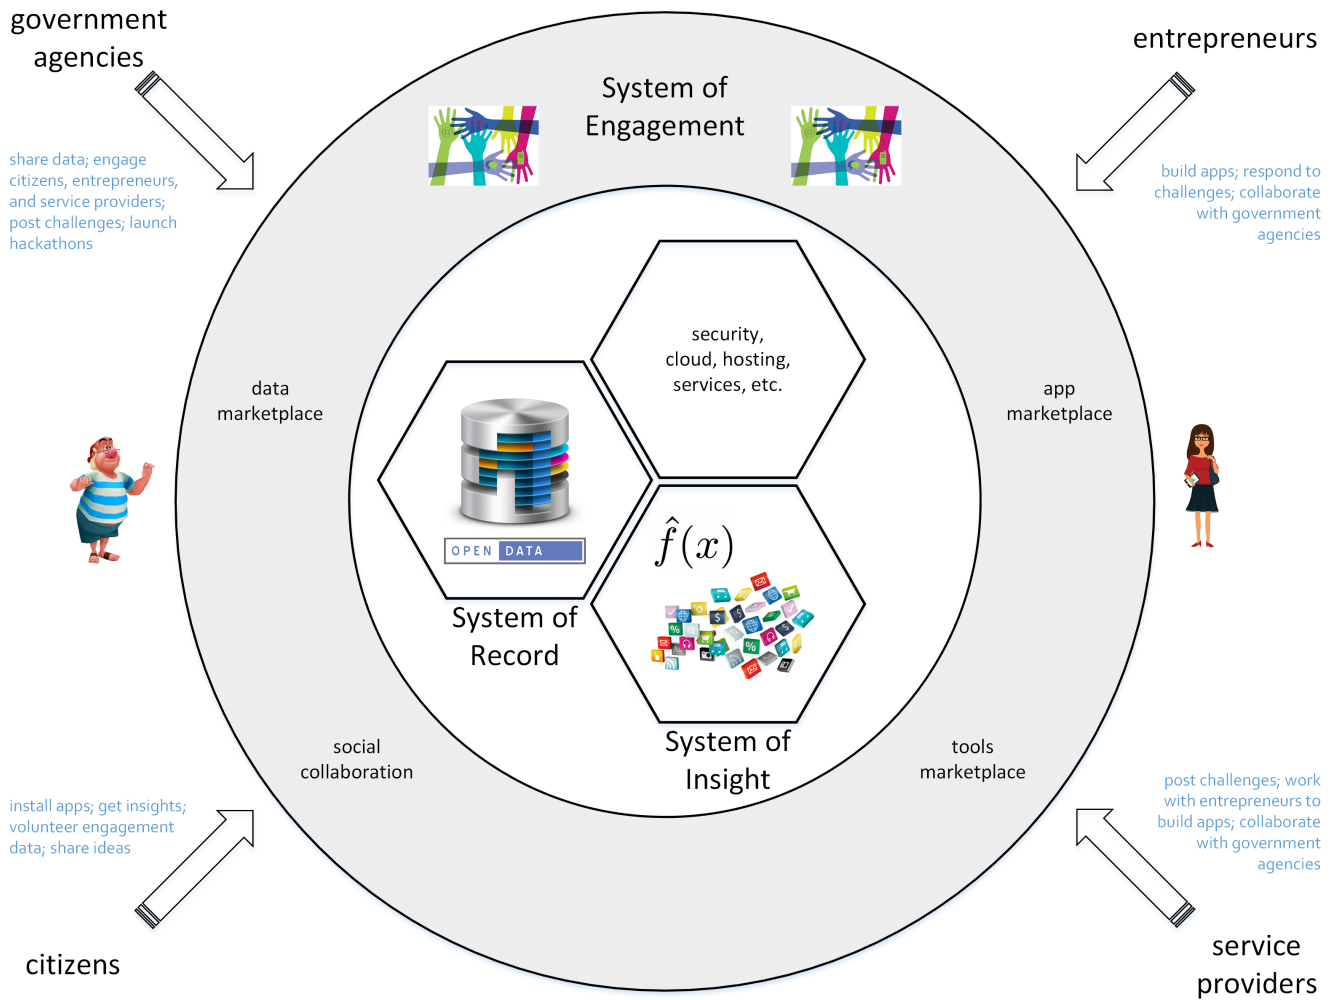 government
agencies
entrepreneurs
System of
Engagement
share data; engage
citizens, entrepreneurs,
and service providers;
post challenges; launch
hackathons
build apps; respond to
challenges; collaborate
with government
agencies
security,
cloud, hosting,
services, etc.
data
marketplace
app
marketplace
OPEN DATA
f̂(x)
System of
Record
System of
Insight
social
collaboration
tools
marketplace
install apps; get insights;
volunteer engagement
data; share ideas
post challenges; work
with entrepreneurs to
build apps; collaborate
with government
agencies
citizens
service
providers